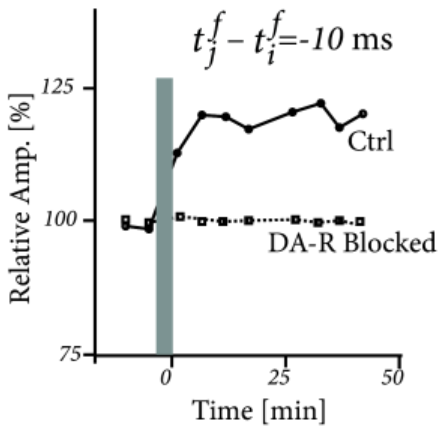 t_j^f – t_i^f=-10 ms
125
Ctrl
100
DA-R Blocked
75
0
25
50
Time [min]
Relative Amp. [%]